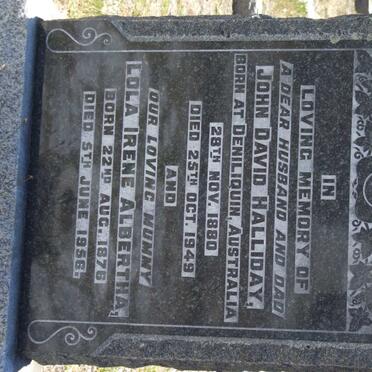 IN
LOVING MEMORY OF
A DEAR HUSBAND AND DAD
JOHN DAVID HALLIDAY,
BORN AT DENILIQUIN, AUSTRALIA
28TH NOV. 1880
DIED 25TH OCT. 1949
AND
OUR LOVING MUMMY
LOLA IRENE ALBERTHA,
BORN 22ND AUG. 1876
DIED 5TH JUNE 1956.